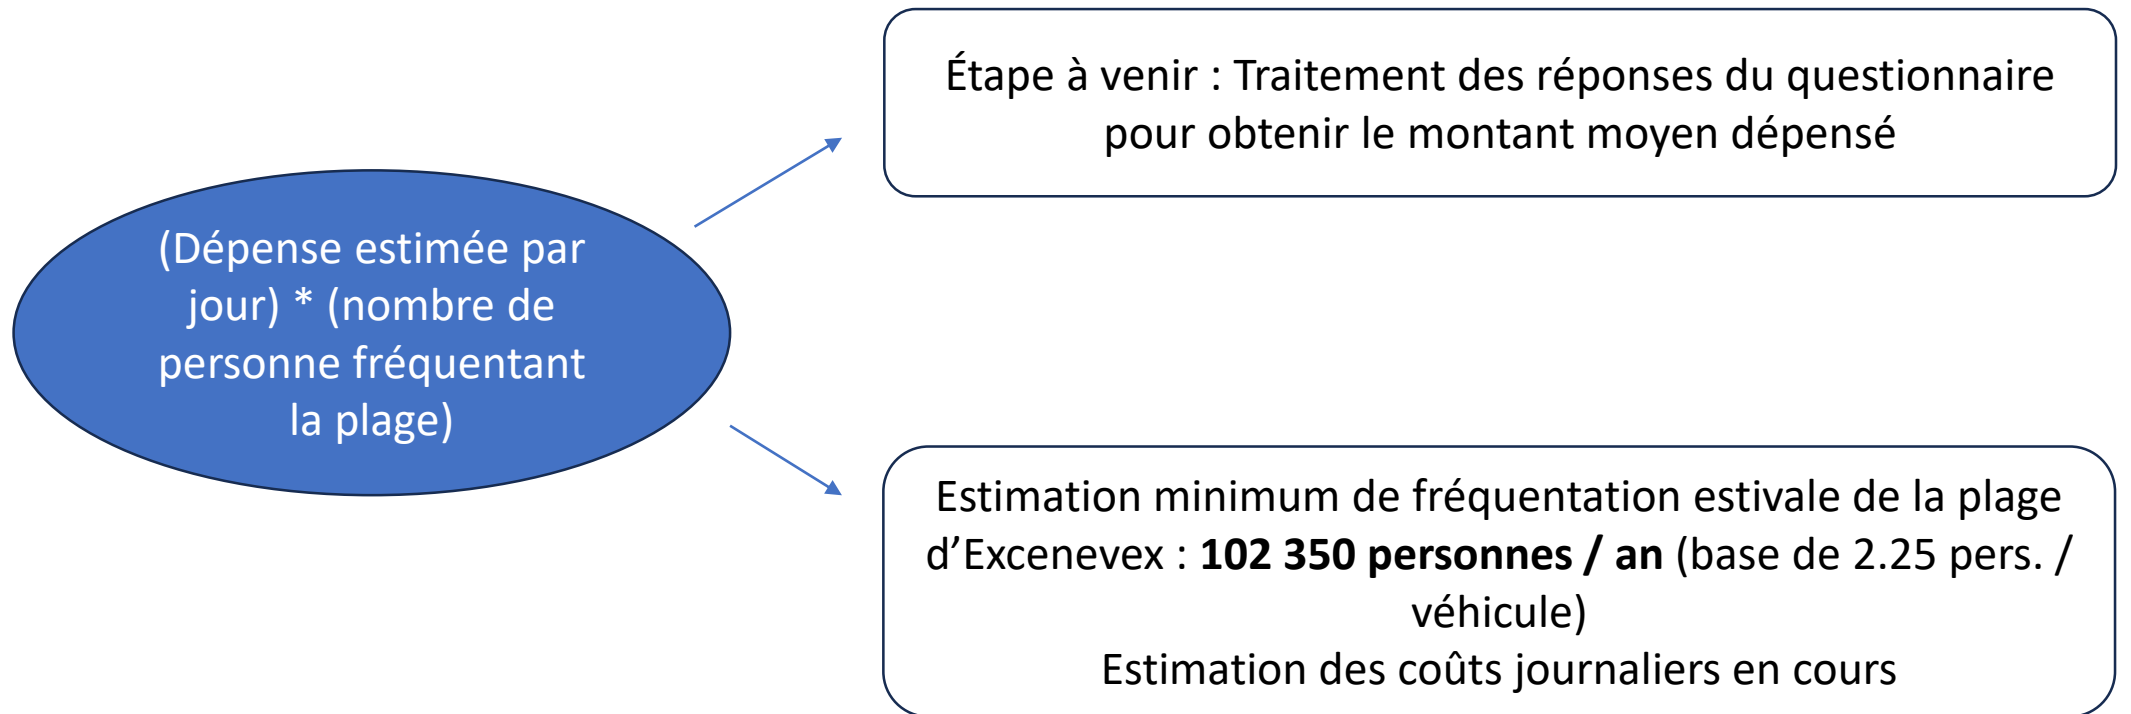 Étape à venir : Traitement des réponses du questionnaire
pour obtenir le montant moyen dépensé
(Dépense estimée par
jour) * (nombre de
personne fréquentant
la plage)
Estimation minimum de fréquentation estivale de la plage
d’Excenevex : 102 350 personnes / an (base de 2.25 pers. /
véhicule)
Estimation des coûts journaliers en cours